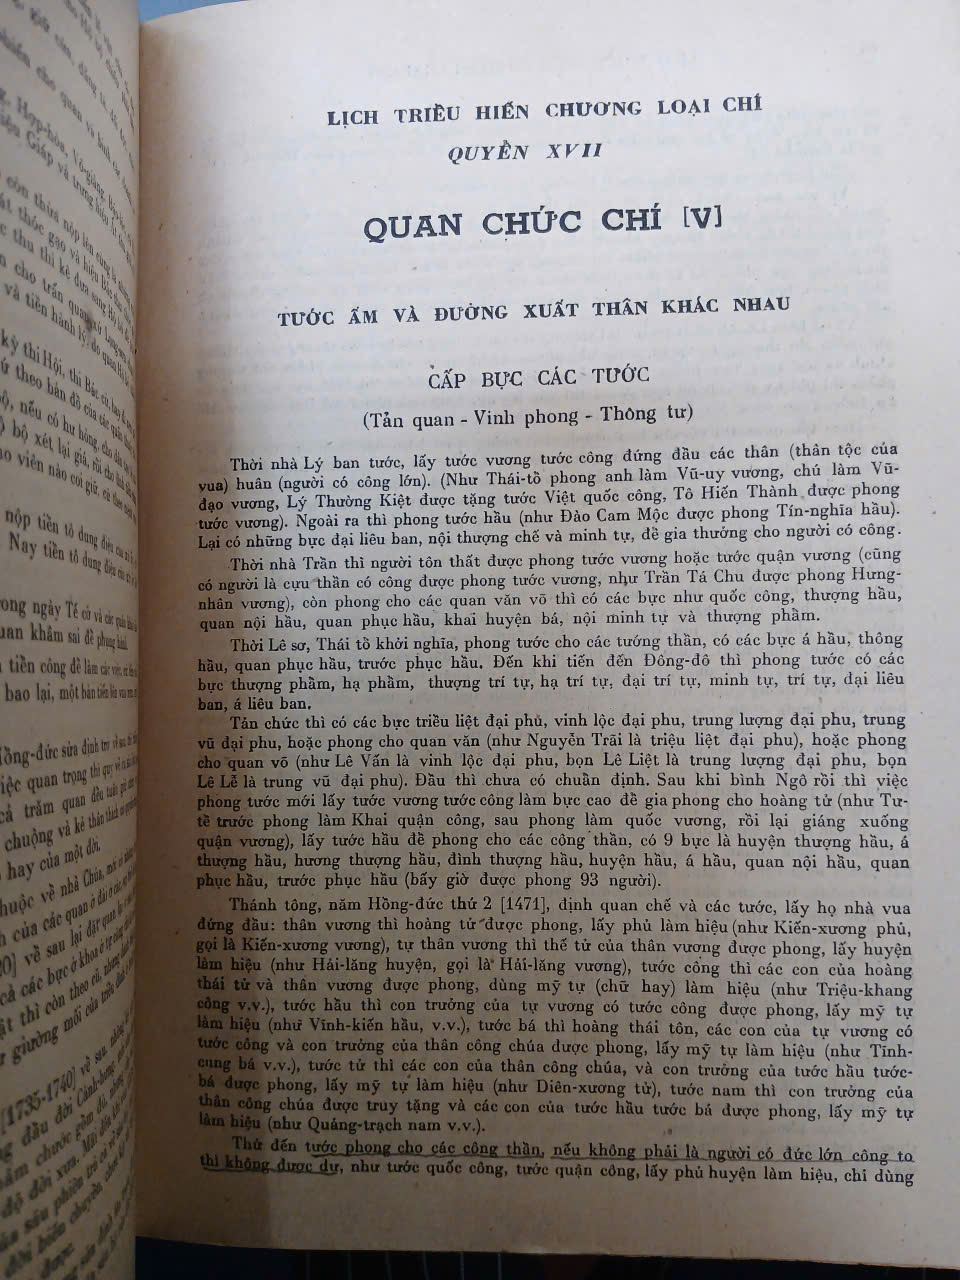 LỊCH TRIỀU HIẾN CHƯƠNG LOẠI CHÍ
QUYỂN XVII
QUAN CHỨC CHÍ [V]
TƯỚC ẤM VÀ ĐƯỜNG XUẤT THÂN KHÁC NHAU
CẤP BỰC CÁC TƯỚC
(Tản quan - Vinh phong - Thông tư)
Thời nhà Lý ban tước, lấy tước vương tước công đứng đầu các thân (thân tộc của
vua) huân (người có công lớn). (Như Thái-tổ phong anh làm Vũ-uy vương, chú làm Vũ-
đạo vương, Lý Thường Kiệt được tặng tước Việt quốc công, Tô Hiến Thành được phong
tước vương). Ngoài ra thì phong tước hầu (như Đào Cam Mộc được phong Tín-nghĩa hầu).
Lại có những bực đại liêu ban, nội thượng chế và minh tự, để gia thưởng cho người có công.
Thời nhà Trần thì người tôn thất được phong tước vương hoặc tước quận vương (cũng
có người là cựu thần có công được phong tước vương, như Trần Tá Chu được phong Hưng-
nhân vương), còn phong cho các quan văn võ thì có các bực như quốc công, thượng hầu,
quan nội hầu, quan phục hầu, khai huyện bá, nội minh tự và thượng phẩm.
Thời Lê sơ, Thái tổ khởi nghĩa, phong tước cho các tướng thần, có các bực á hầu, thông
hầu, quan phục hầu, trước phục hầu. Đến khi tiến đến Đông-đô thì phong tước có các
bực thượng phẩm, hạ phẩm, thượng trí tự, hạ trí tự, đại trí tự, minh tự, trí tự, đại liêu
ban, á liêu ban.
Tản chức thì có các bực triều liệt đại phủ, vinh lộc đại phu, trung lượng đại phu, trung
vũ đại phu, hoặc phong cho quan văn (như Nguyễn Trãi là triệu liệt đại phu), hoặc phong
cho quan võ (như Lê Vấn là vinh lộc đại phu, bọn Lê Liệt là trung lượng đại phu, bọn
Lê Lễ là trung vũ đại phu). Đầu thì chưa có chuẩn định. Sau khi bình Ngô rồi thì việc
phong tước mới lấy tước vương tước công làm bực cao để gia phong cho hoàng tử (như Tư-
tề trước phong làm Khai quận công, sau phong làm quốc vương, rồi lại giáng xuống
quận vương), lấy tước hầu để phong cho các công thần, có 9 bực là huyện thượng hầu, á
thượng hầu, hương thượng hầu, đình thượng hầu, huyện hầu, á hầu, quan nội hầu, quan
phục hầu, trước phục hầu (bấy giờ được phong 93 người).
Thánh tông, năm Hồng-đức thứ 2 [1471], định quan chế và các tước, lấy họ nhà vua
đứng đầu: thân vương thì hoàng tử được phong, lấy phủ làm hiệu (như Kiến-xương phủ,
gọi là Kiến-xương vương), tự thân vương thì thế tử của thân vương được phong, lấy huyện
làm hiệu (như Hải-lăng huyện, gọi là Hải-lăng vương), tước công thì các con của hoàng
thái tử và thân vương được phong, dùng mỹ tự (chữ hay) làm hiệu (như Triệu-khang
công v.v.), tước hầu thì con trưởng của tự vương có tước công được phong, lấy mỹ tự
làm hiệu (như Vĩnh-kiến hầu, v.v.), tước bá thì hoàng thái tôn, các con của tự vương có
tước công và con trưởng của thân công chúa được phong, lấy mỹ tự làm hiệu (như Tĩnh-
cung bá v.v.), tước tử thì các con của thân công chúa, và con trưởng của tước hầu tước-
bá được phong, lấy mỹ tự làm hiệu (như Diên-xương tử), tước nam thì con trưởng của
thân công chúa được truy tặng và các con của tước hầu tước bá được phong, lấy mỹ tự
làm hiệu (như Quảng-trạch nam v.v.).
Thứ đến tước phong cho các công thần, nếu không phải là người có đức lớn công to
thì không được dự, như tước quốc công, tước quận công, lấy phủ huyện làm hiệu, chỉ dùng